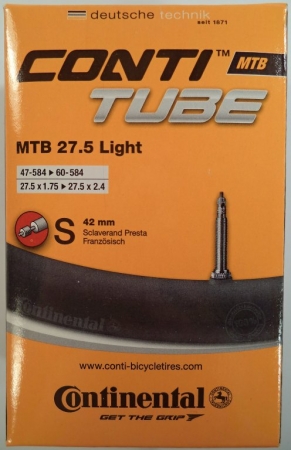 deutsche technik
seit 1871
CONTI™ MTB
TUBE
MTB 27.5 Light
47-584 ▸ 60-584
27.5 x 1.75 ▸ 27.5 x 2.4
S
42 mm
Sclaverand Presta
Französisch
Continental
www.conti-bicycletires.com
Continental
GET THE GRIP